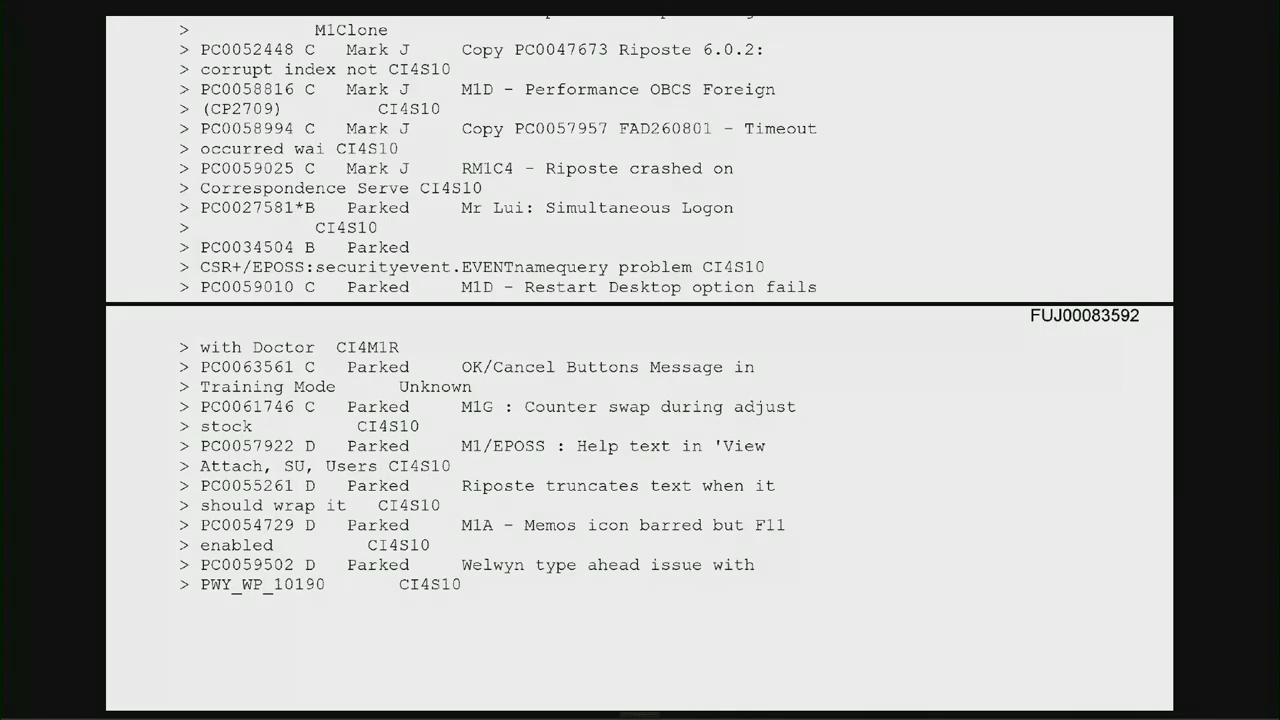 > M1Clone
> PC0052448 C Mark J Copy PC0047673 Riposte 6.0.2:
> corrupt index not CI4S10
> PC0058816 C Mark J M1D - Performance OBCS Foreign
> (CP2709) CI4S10
> PC0058994 C Mark J Copy PC0057957 FAD260801 - Timeout
> occurred wai CI4S10
> PC0059025 C Mark J RM1C4 - Riposte crashed on
> Correspondence Serve CI4S10
> PC0027581*B Parked Mr Lui: Simultaneous Logon
> CI4S10
> PC0034504 B Parked
> CSR+/EPOSS:securityevent.EVENTnamequery problem CI4S10
> PC0059010 C Parked M1D - Restart Desktop option fails
FUJ00083592
> with Doctor CI4M1R
> PC0063561 C Parked OK/Cancel Buttons Message in
> Training Mode Unknown
> PC0061746 C Parked M1G : Counter swap during adjust
> stock CI4S10
> PC0057922 D Parked M1/EPOSS : Help text in 'View
> Attach, SU, Users CI4S10
> PC0055261 D Parked Riposte truncates text when it
> should wrap it CI4S10
> PC0054729 D Parked M1A - Memos icon barred but F11
> enabled CI4S10
> PC0059502 D Parked Welwyn type ahead issue with
> PWY_WP_10190 CI4S10